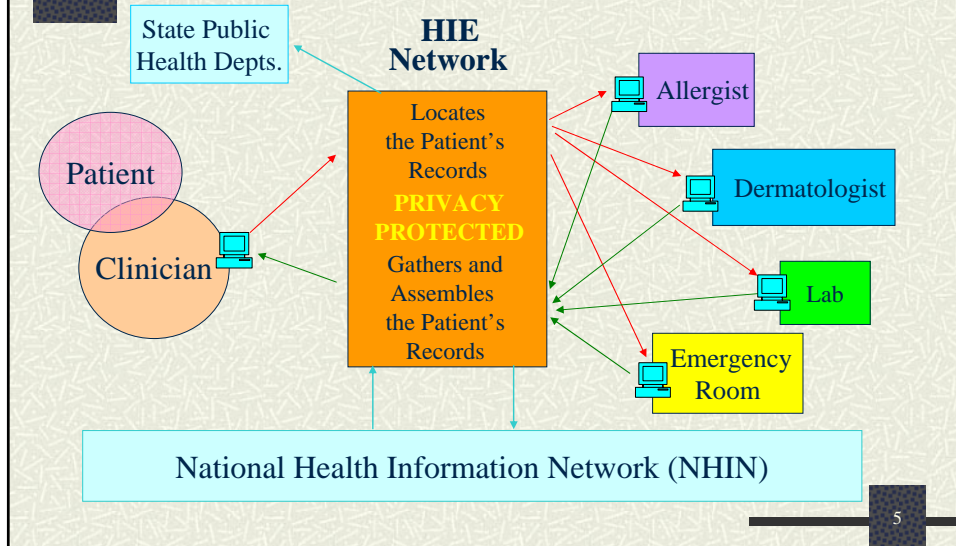 State Public
Health Depts.
HIE
Network
Locates
the Patient's
Records
PRIVACY
PROTECTED
Gathers and
Assembles
the Patient's
Records
Patient
Clinician
Allergist
Dermatologist
Lab
Emergency
Room
National Health Information Network (NHIN)
5